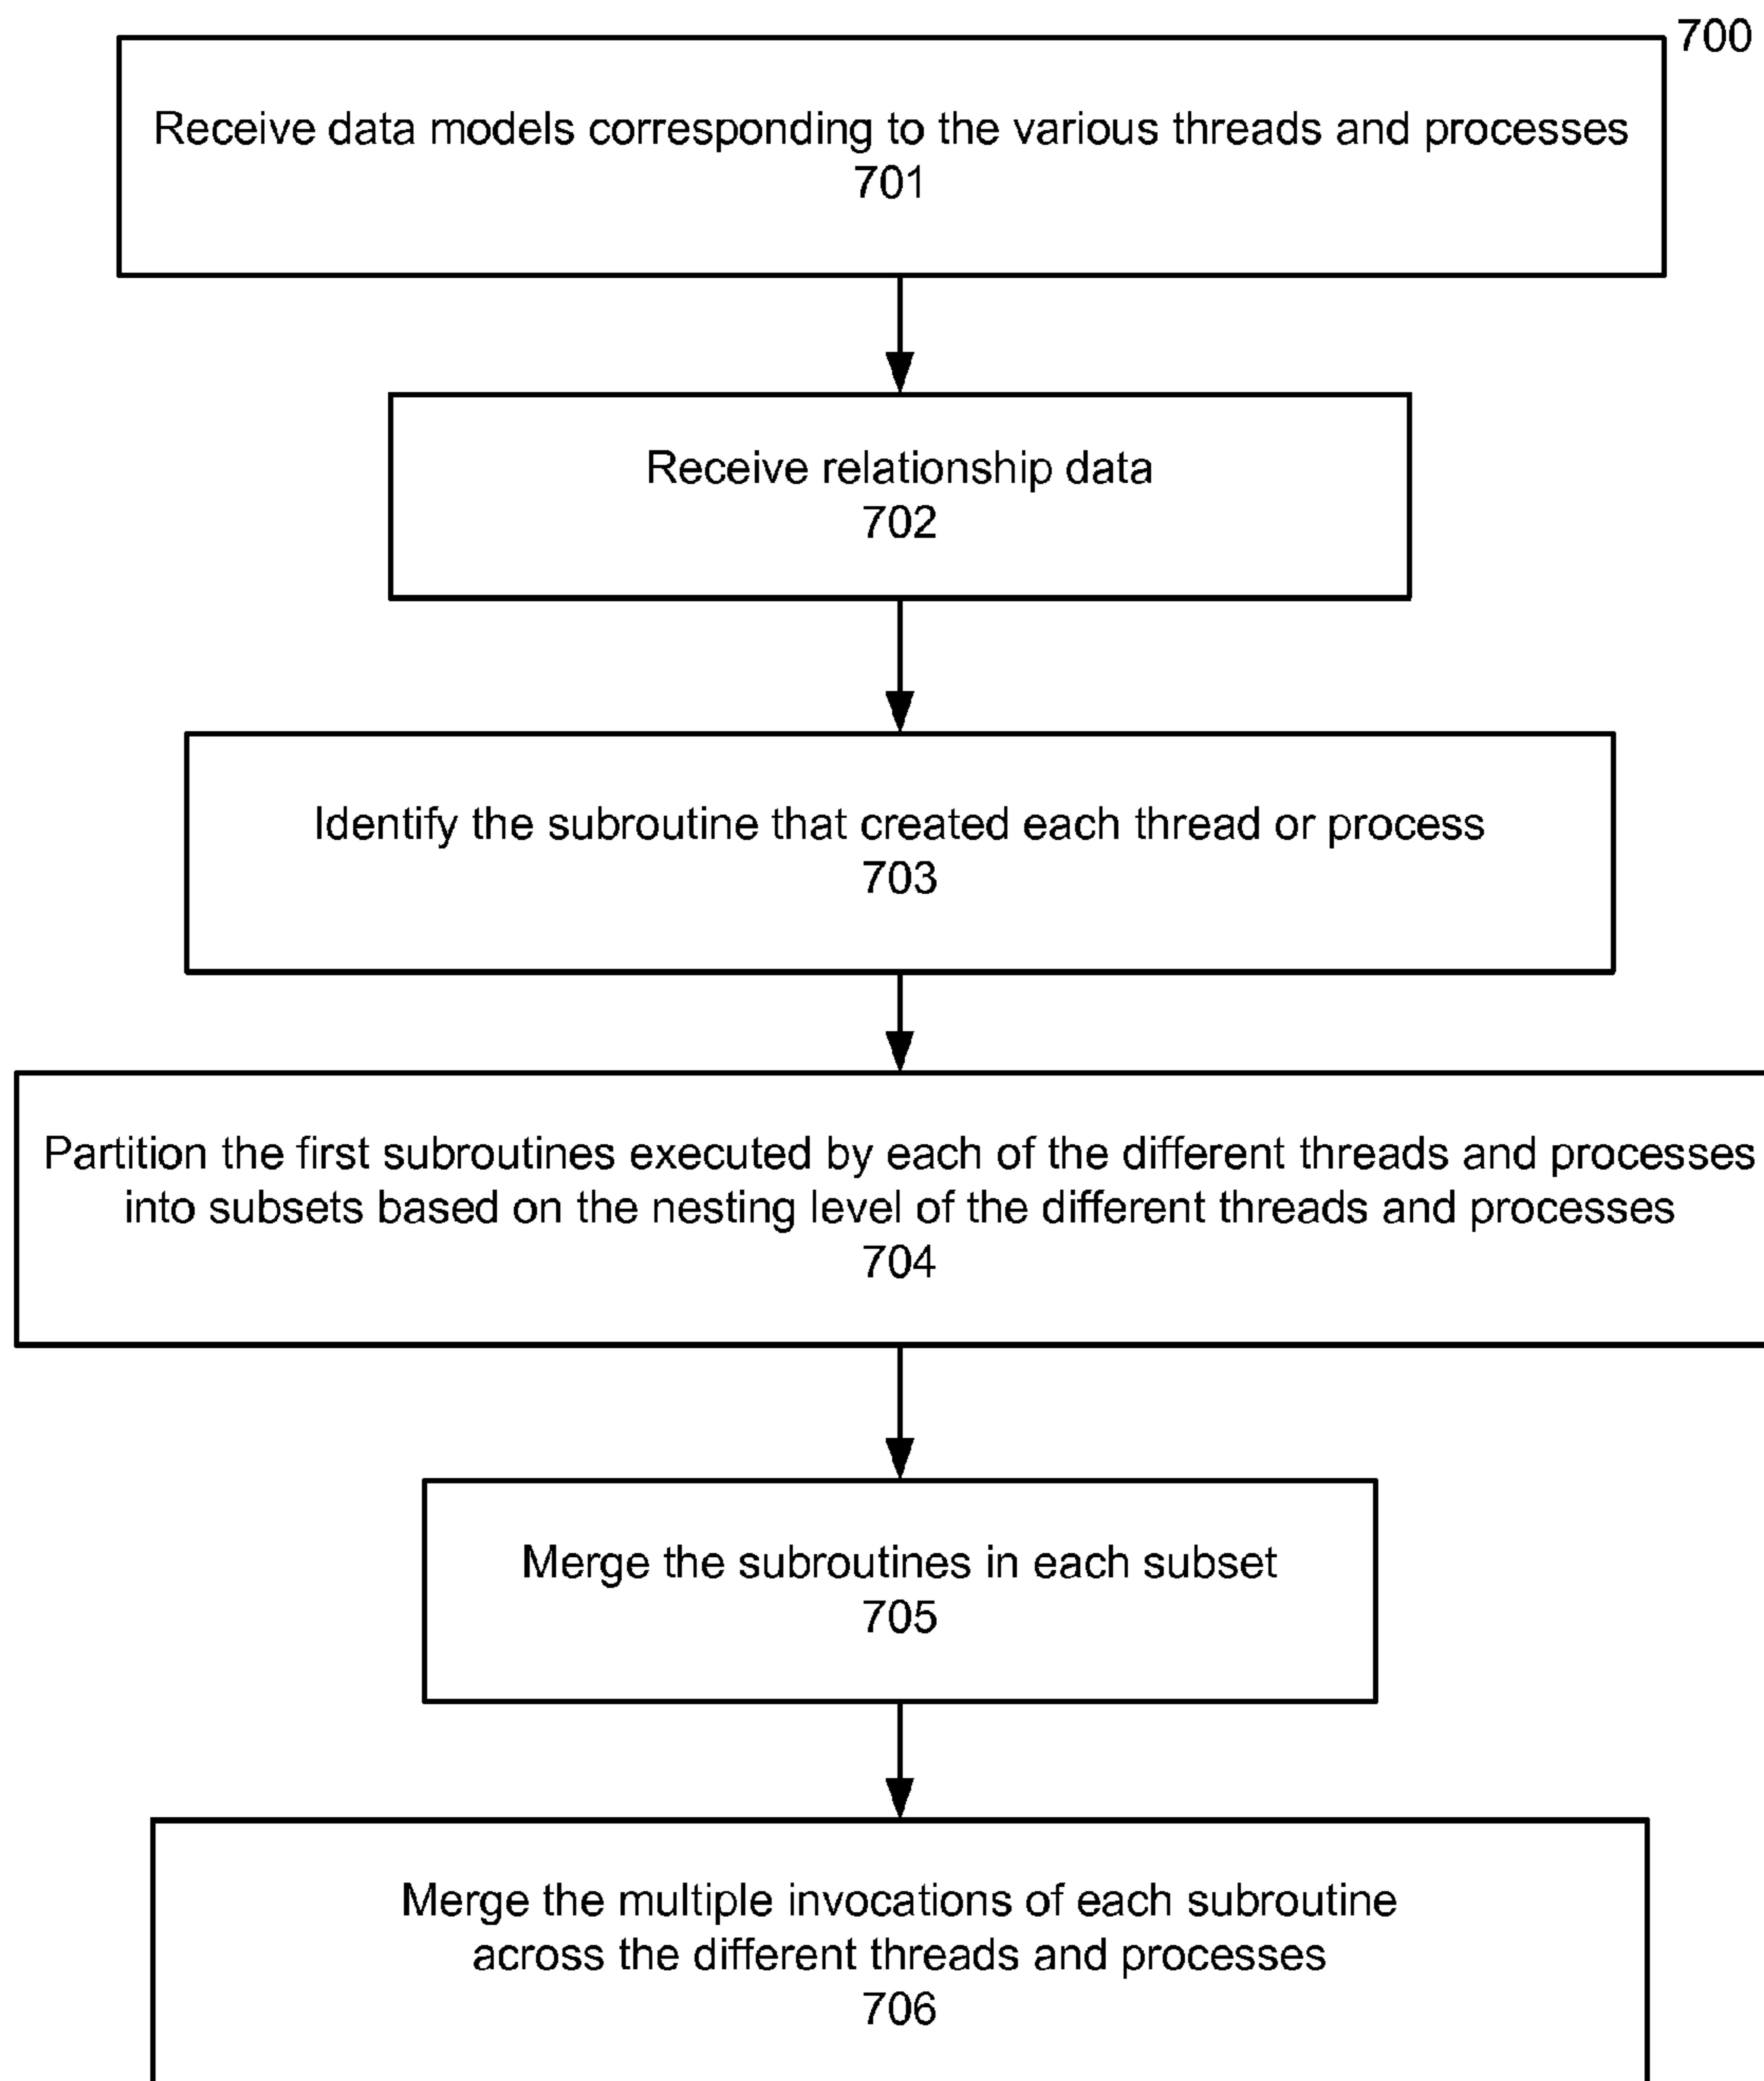 700
Receive data models corresponding to the various threads and processes
701
Receive relationship data
702
Identify the subroutine that created each thread or process
703
Partition the first subroutines executed by each of the different threads and processes
into subsets based on the nesting level of the different threads and processes
704
Merge the subroutines in each subset
705
Merge the multiple invocations of each subroutine
across the different threads and processes
706